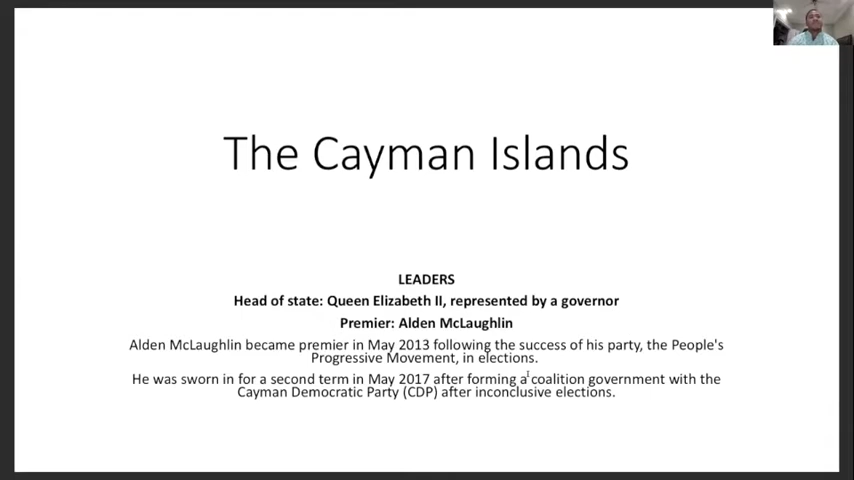 The Cayman Islands
LEADERS
Head of state: Queen Elizabeth II, represented by a governor
Premier: Alden McLaughlin
Alden McLaughlin became premier in May 2013 following the success of his party, the People's
Progressive Movement, in elections.
He was sworn in for a second term in May 2017 after forming a coalition government with the
Cayman Democratic Party (CDP) after inconclusive elections.